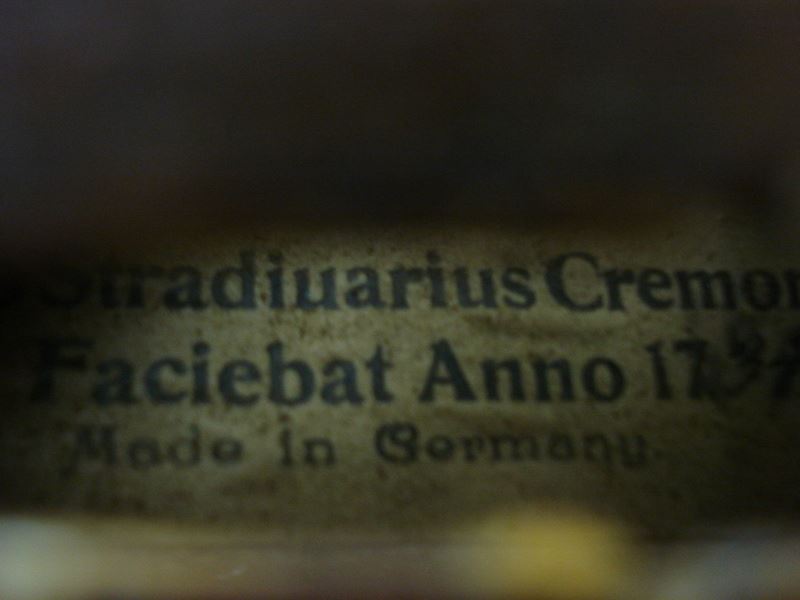 Stradiuarius Cremon
Faciebat Anno 17
Made in Germany.